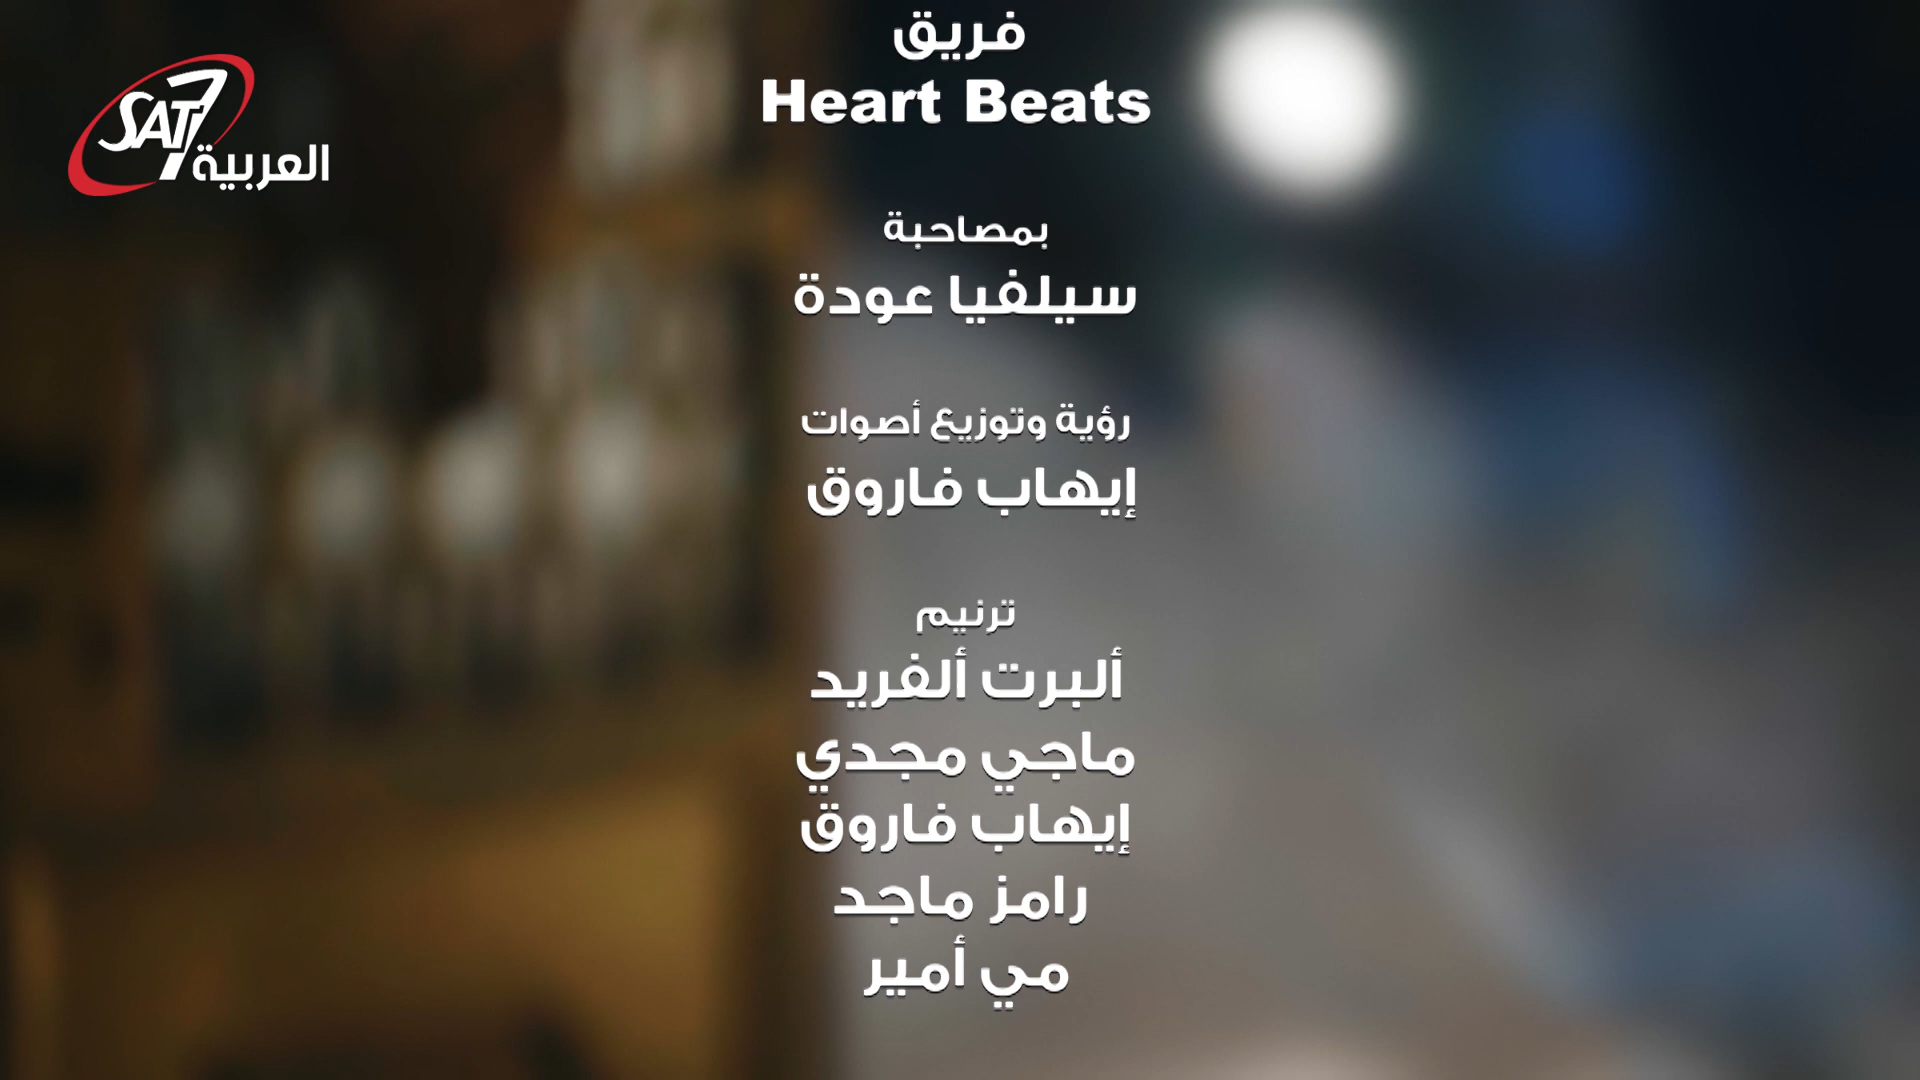 فريق
Heart Beats
SAT7
العربية
بمصاحبة
سيلفيا عودة
رؤية وتوزيع أصوات
إيهاب فاروق
ترنيم
ألبرت ألفريد
ماجي مجدي
إيهاب فاروق
رامز ماجد
مي أمير